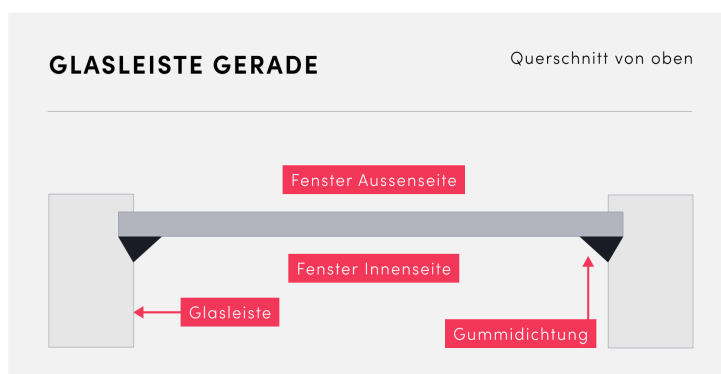 GLASLEISTE GERADE
Querschnitt von oben
Fenster Aussenseite
Fenster Innenseite
Glasleiste
Gummidichtung